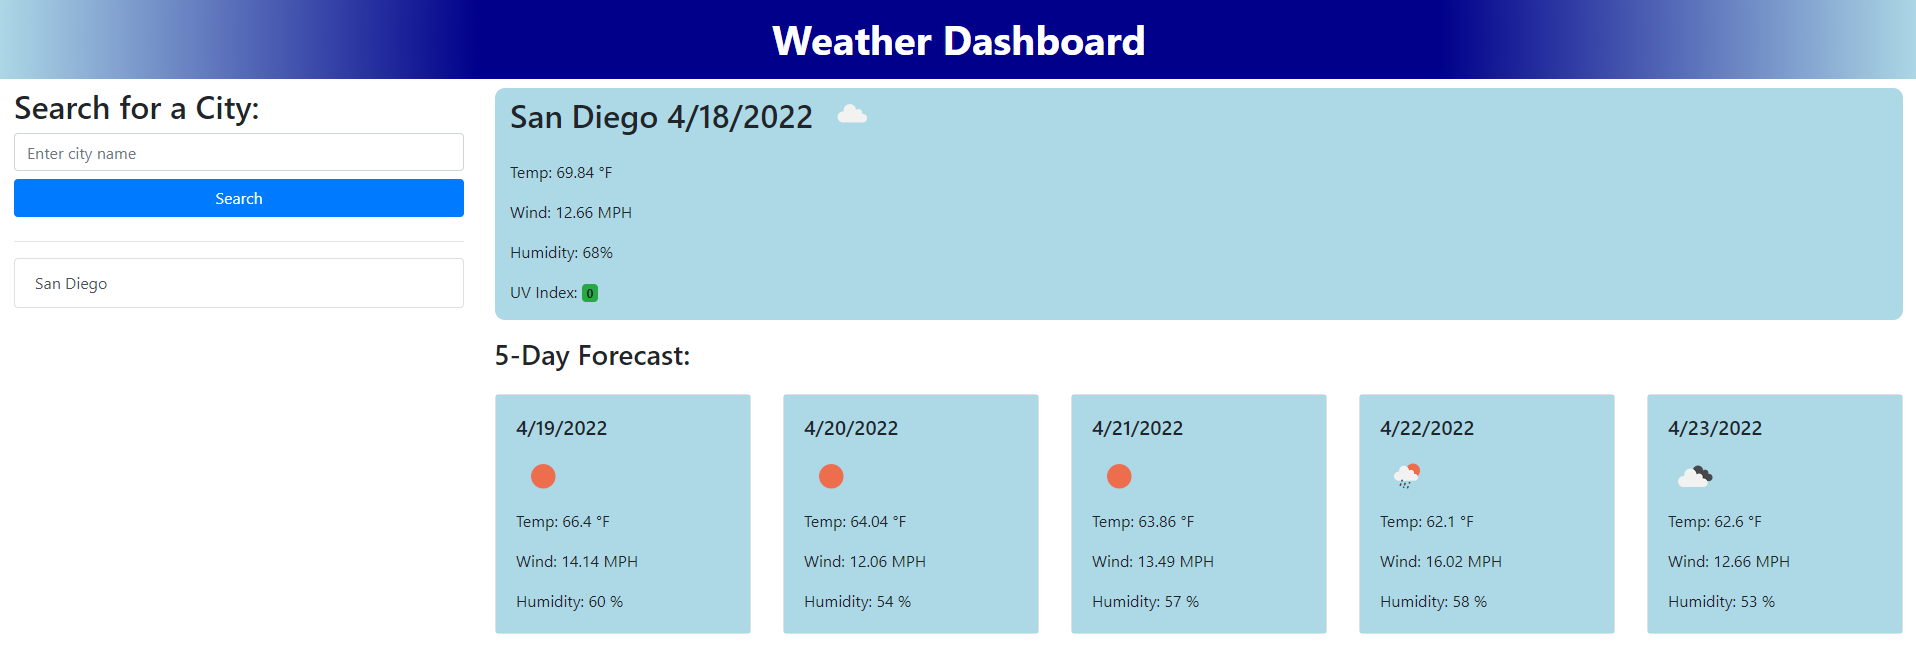 Weather Dashboard
Search for a City:
Enter city name
Search
San Diego
San Diego 4/18/2022
Temp: 69.84 °F
Wind: 12.66 MPH
Humidity: 68%
UV Index: 0
5-Day Forecast:
4/19/2022
Temp: 66.4 °F
Wind: 14.14 MPH
Humidity: 60 %
4/20/2022
Temp: 64.04 °F
Wind: 12.06 MPH
Humidity: 54 %
4/21/2022
Temp: 63.86 °F
Wind: 13.49 MPH
Humidity: 57 %
4/22/2022
Temp: 62.1 °F
Wind: 16.02 MPH
Humidity: 58 %
4/23/2022
Temp: 62.6 °F
Wind: 12.66 MPH
Humidity: 53 %